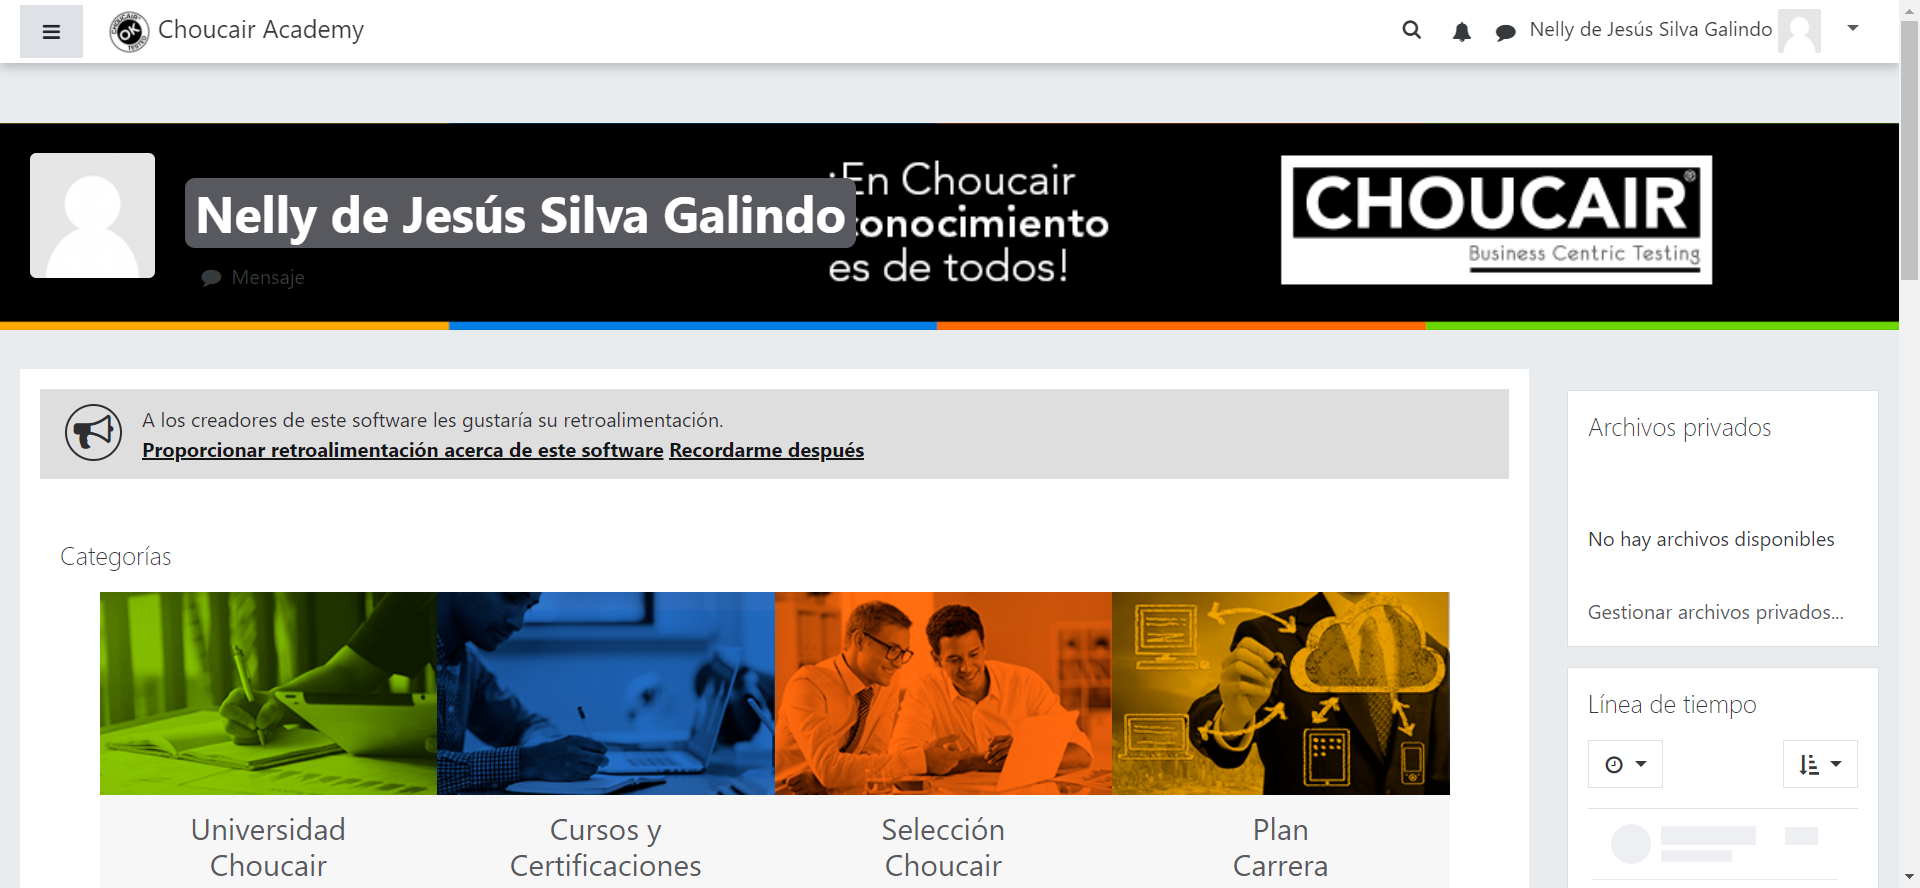 Choucair Academy
Nelly de Jesús Silva Galindo
¡En Choucair
conocimiento
es de todos!
Nelly de Jesús Silva Galindo
Mensaje
CHOUCAIR®
Business Centric Testing
A los creadores de este software les gustaría su retroalimentación.
Proporcionar retroalimentación acerca de este software Recordarme después
Categorías
Universidad
Choucair
Cursos y
Certificaciones
Selección
Choucair
Plan
Carrera
Archivos privados
No hay archivos disponibles
Gestionar archivos privados...
Línea de tiempo